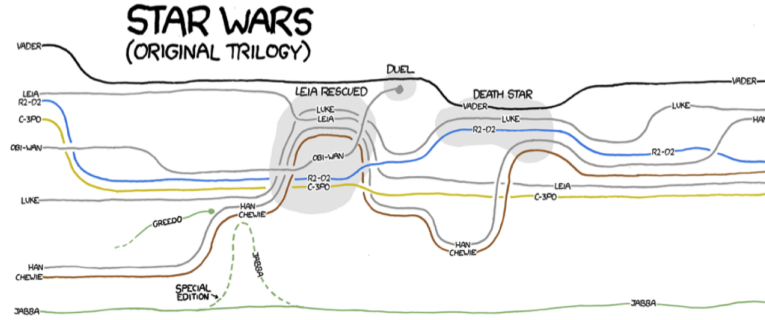 STAR WARS
(ORIGINAL TRILOGY)
VADER
DUEL
VADER
LEIA
LEIA RESCUED
DEATH STAR
R2-D2
LUKE
VADER
LUKE
C-3PO
LEIA
LUKE
HAN
R2-D2
OBI-WAN
OBI-WAN
R2-D2
R2-D2
C-3PO
LEIA
LUKE
C-3PO
HAN
CHEWIE
GREEDO
HAN
CHEWIE
HAN
CHEWIE
JABBA
SPECIAL
EDITION
JABBA
JABBA